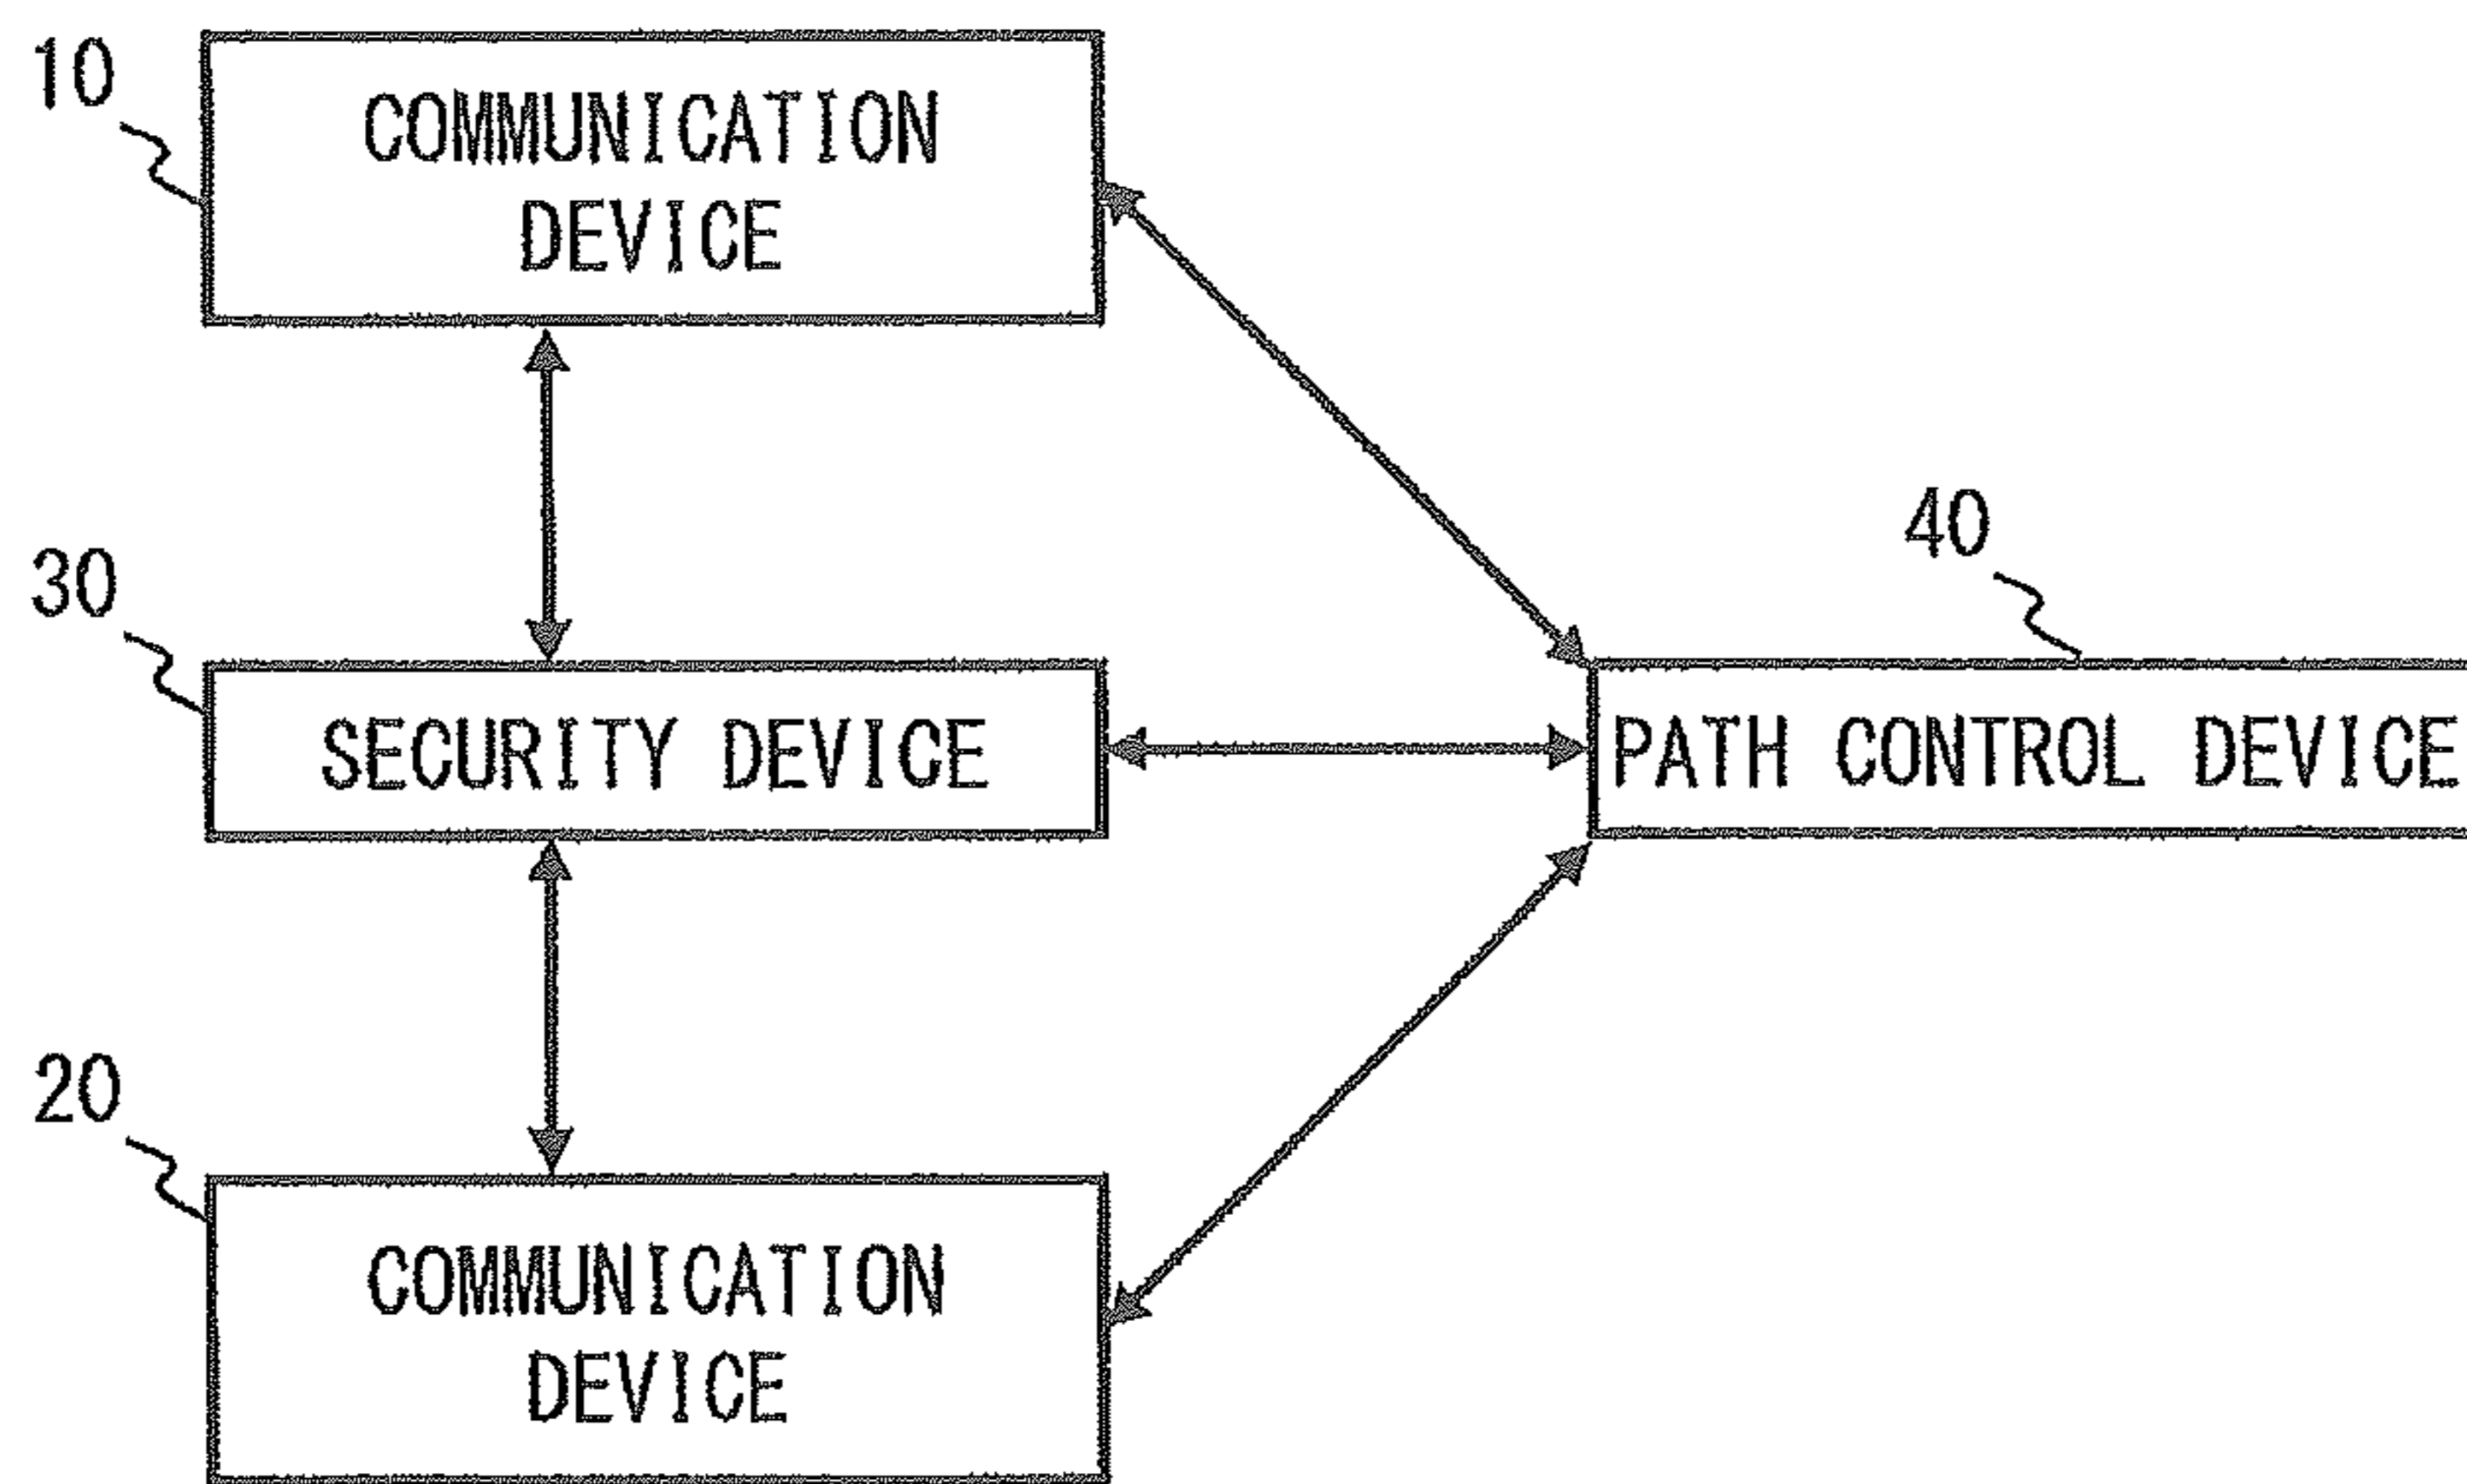 10
COMMUNICATION
DEVICE
40
30
SECURITY DEVICE
PATH CONTROL DEVICE
20
COMMUNICATION
DEVICE